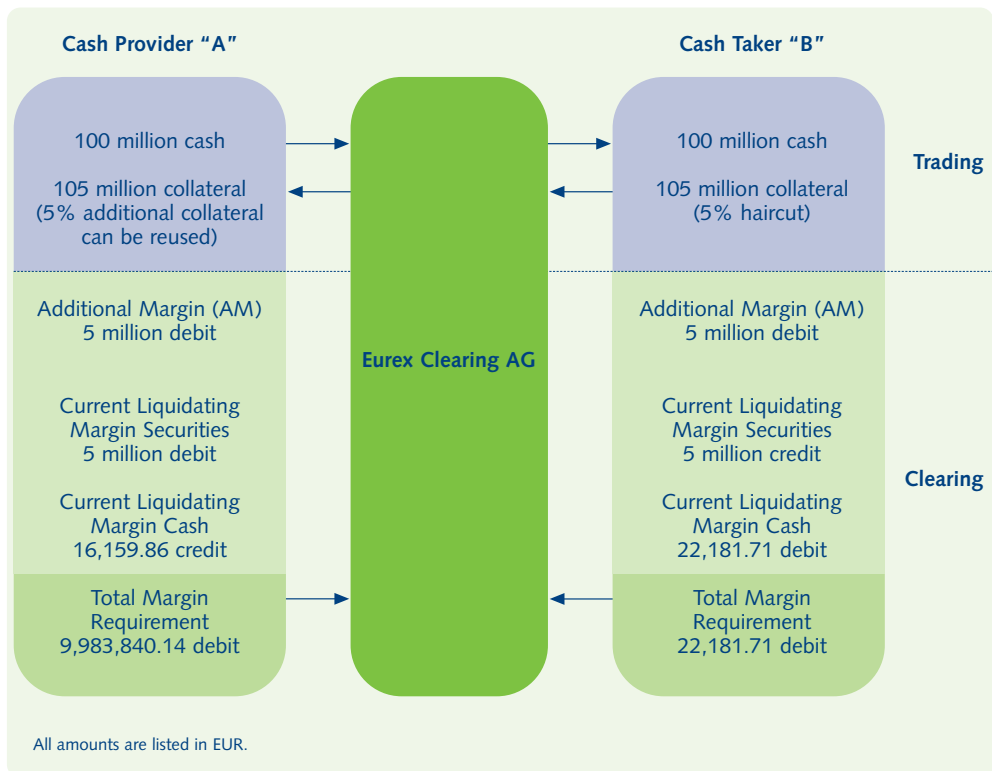 Cash Provider “A”
Cash Taker “B”
100 million cash
105 million collateral
(5% additional collateral
can be reused)
100 million cash
105 million collateral
(5% haircut)
Trading
Additional Margin (AM)
5 million debit
Current Liquidating
Margin Securities
5 million debit
Current Liquidating
Margin Cash
16,159.86 credit
Eurex Clearing AG
Additional Margin (AM)
5 million debit
Current Liquidating
Margin Securities
5 million credit
Current Liquidating
Margin Cash
22,181.71 debit
Clearing
Total Margin
Requirement
9,983,840.14 debit
Total Margin
Requirement
22,181.71 debit
All amounts are listed in EUR.